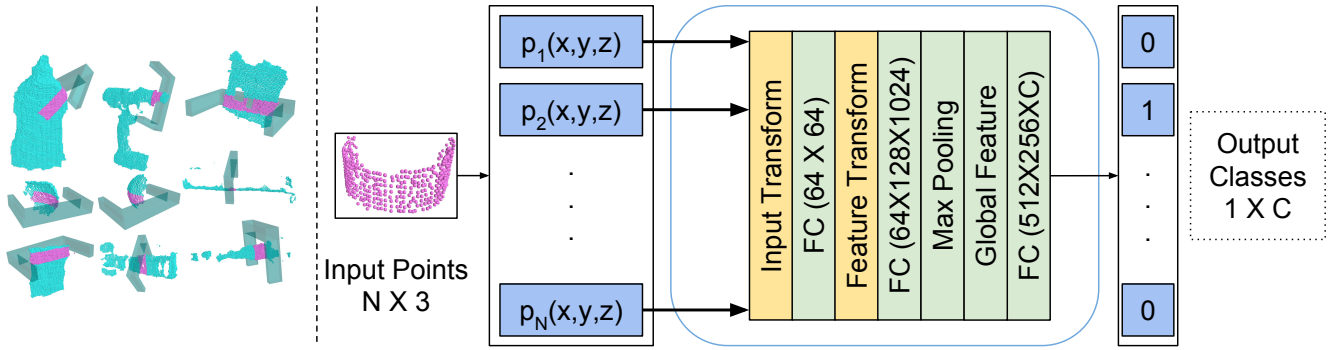 Input Points
N X 3
p1(x,y,z)
p2(x,y,z)
.
.
.
pN(x,y,z)
Input Transform
FC (64 X 64)
Feature Transform
FC (64X128X1024)
Max Pooling
Global Feature
FC (512X256XC)
0
1
.
.
.
0
Output
Classes
1 X C